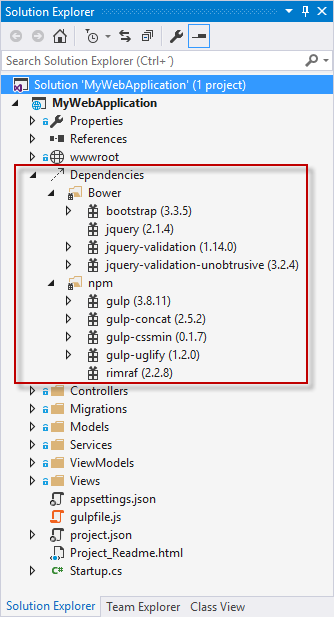 Solution Explorer
Search Solution Explorer (Ctrl+´)
Solution 'MyWebApplication' (1 project)
MyWebApplication
Properties
References
wwwroot
Dependencies
Bower
bootstrap (3.3.5)
jquery (2.1.4)
jquery-validation (1.14.0)
jquery-validation-unobtrusive (3.2.4)
npm
gulp (3.8.11)
gulp-concat (2.5.2)
gulp-cssmin (0.1.7)
gulp-uglify (1.2.0)
rimraf (2.2.8)
Controllers
Migrations
Models
Services
ViewModels
Views
appsettings.json
gulpfile.js
project.json
Project_Readme.html
C# Startup.cs
Solution Explorer Team Explorer Class View